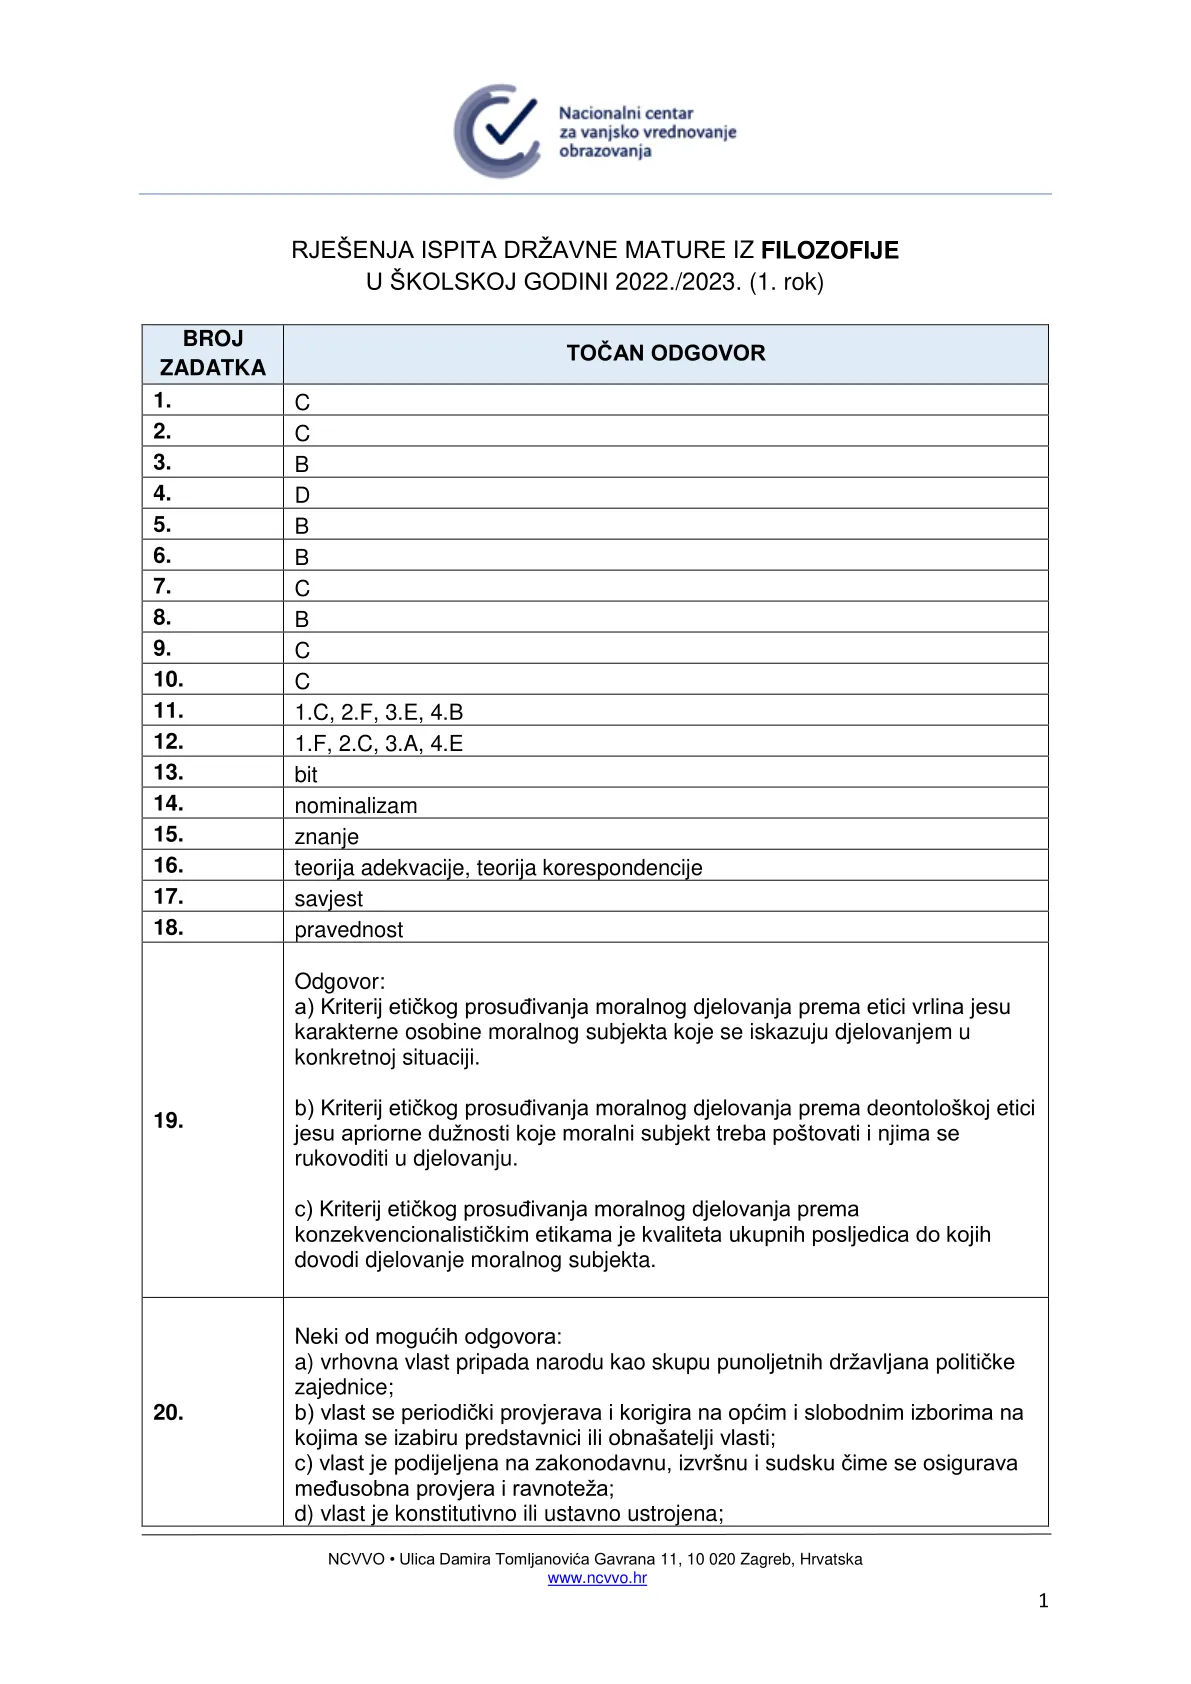 Nacionalni centar
za vanjsko vrednovanje
obrazovanja
RJEŠENJA ISPITA DRŽAVNE MATURE IZ FILOZOFIJE
U ŠKOLSKOJ GODINI 2022./2023. (1. rok)
BROJ
ZADATKA
TOČAN ODGOVOR
1.
C
2.
C
3.
B
4.
D
5.
B
6.
B
7.
C
8.
B
9.
C
10.
C
11.
1.C, 2.F, 3.E, 4.B
12.
1.F, 2.C, 3.A, 4.E
13.
bit
14.
nominalizam
15.
znanje
16.
teorija adekvacije, teorija korespondencije
17.
savjest
18.
pravednost
19.
Odgovor:
a) Kriterij etičkog prosuđivanja moralnog djelovanja prema etici vrlina jesu
karakterne osobine moralnog subjekta koje se iskazuju djelovanjem u
konkretnoj situaciji.
b) Kriterij etičkog prosuđivanja moralnog djelovanja prema deontološkoj etici
jesu apriorne dužnosti koje moralni subjekt treba poštovati i njima se
rukovoditi u djelovanju.
c) Kriterij etičkog prosuđivanja moralnog djelovanja prema
konzekvencionalističkim etikama je kvaliteta ukupnih posljedica do kojih
dovodi djelovanje moralnog subjekta.
20.
Neki od mogućih odgovora:
a) vrhovna vlast pripada narodu kao skupu punoljetnih državljana političke
zajednice;
b) vlast se periodički provjerava i korigira na općim i slobodnim izborima na
kojima se izabiru predstavnici ili obnašatelji vlasti;
c) vlast je podijeljena na zakonodavnu, izvršnu i sudsku čime se osigurava
međusobna provjera i ravnoteža;
d) vlast je konstitutivno ili ustavno ustrojena;
NCVVO • Ulica Damira Tomljanovića Gavrana 11, 10 020 Zagreb, Hrvatska
www.ncvvo.hr
1